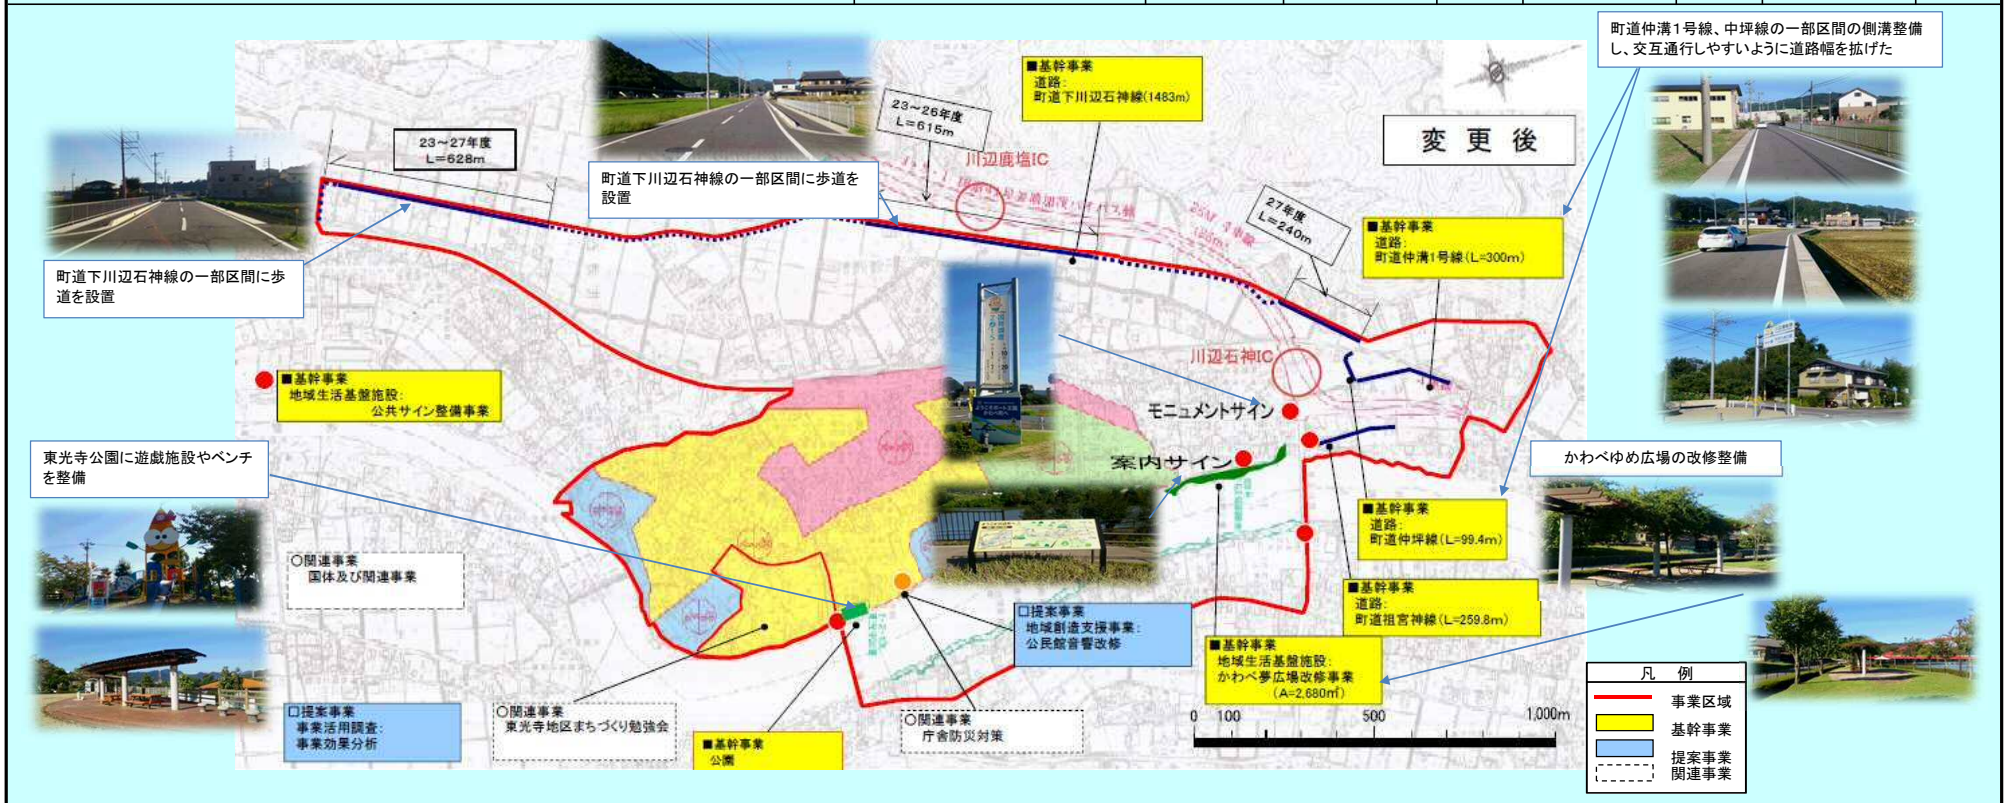 町道仲溝1号線、中坪線の一部区間の側溝整備
し、交互通行しやすいように道路幅を拡げた
■基幹事業
道路:
町道下川辺石神線(1483m)
変更後
23～26年度
L=615m
23～27年度
L=628m
川辺鹿塩IC
町道下川辺石神線の一部区間に歩道を
設置
27年度
L=240m
■基幹事業
道路:
町道仲溝1号線(L=300m)
町道下川辺石神線の一部区間に歩
道を設置
川辺石神IC
■基幹事業
地域生活基盤施設:
公共サイン整備事業
モニュメントサイン
東光寺公園に遊戯施設やベンチ
を整備
案内サイン
かわべゆめ広場の改修整備
■基幹事業
道路:
町道仲坪線(L=99.4m)
○関連事業
国体及び関連事業
■基幹事業
道路:
町道祖宮神線(L=259.8m)
□提案事業
地域創造支援事業:
公民館音響改修
■基幹事業
地域生活基盤施設:
かわべ夢広場改修事業
(A=2,680㎡)
□提案事業
事業活用調査:
事業効果分析
○関連事業
東光寺地区まちづくり勉強会
■基幹事業
公園
○関連事業
庁舎防災対策
0 100 500 1,000m
凡例
事業区域
基幹事業
提案事業
関連事業